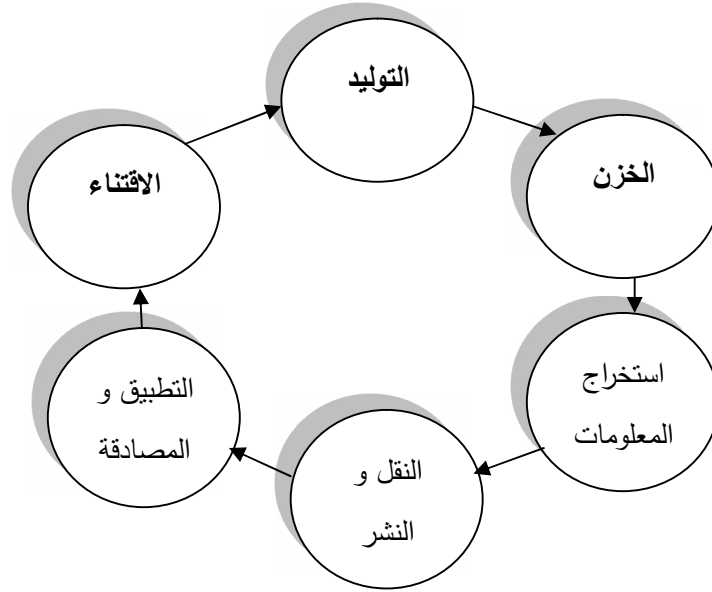 التوليد
الخزن
الاقتناء
استخراج
المعلومات
التطبيق و
المصادقة
النقل و
النشر